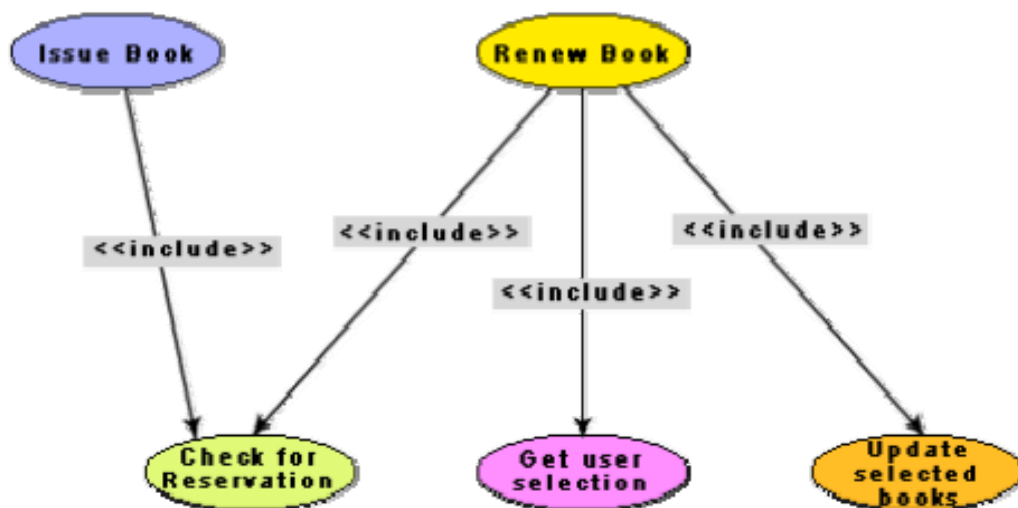 Issue Book
Renew Book
<<include>>
<<include>>
<<include>>
<<include>>
Check for
Reservation
Get user
selection
Update
selected
books